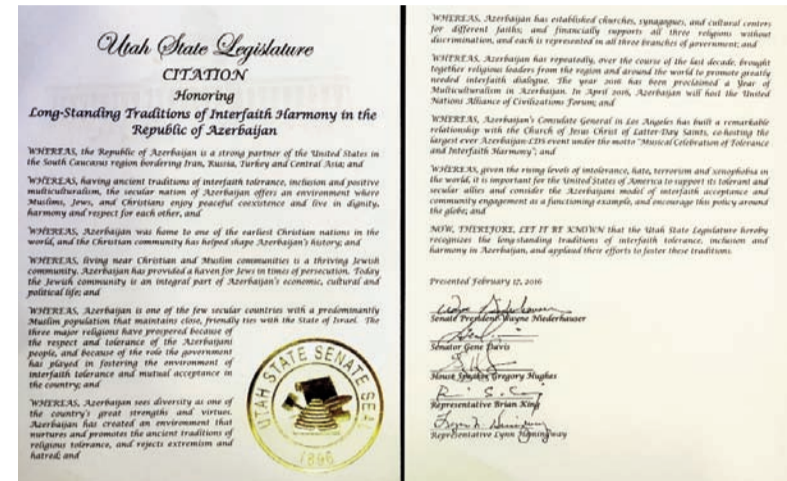 Utah State Legislature
CITATION
Honoring
Long-Standing Traditions of Interfaith Harmony in the
Republic of Azerbaijan
WHEREAS, the Republic of Azerbaijan is a strong partner of the United States in
the South Caucasus region bordering Iran, Russia, Turkey and Central Asia; and
WHEREAS, having ancient traditions of interfaith tolerance, inclusion and positive
multiculturalism, the secular nation of Azerbaijan offers an environment where
Muslims, Jews, and Christians enjoy peaceful coexistence and live in dignity,
harmony and respect for each other, and
WHEREAS, Azerbaijan was home to one of the earliest Christian nations in the
world, and the Christian community has helped shape Azerbaijan's history; and
WHEREAS, living near Christian and Muslim communities is a thriving Jewish
community. Azerbaijan has provided a haven for Jews in times of persecution. Today
the Jewish community is an integral part of Azerbaijan's economic, cultural and
political life; and
WHEREAS, Azerbaijan is one of the few secular countries with a predominantly
Muslim population that maintains close, friendly ties with the State of Israel. The
three major religions have prospered because of
the respect and tolerance of the Azerbaijani
people, and because of the role the government
has played in fostering the environment of
interfaith tolerance and mutual acceptance in
the country; and
WHEREAS, Azerbaijan sees diversity as one of
the country's great strengths and virtues.
Azerbaijan has created an environment that
nurtures and promotes the ancient traditions of
religious tolerance, and rejects extremism and
hatred; and
UTAH STATE SENATE SEAL
1896
WHEREAS, Azerbaijan has established churches, synagogues, and cultural centers
for different faiths; and financially supports all three religions without
discrimination, and each is represented in all three branches of government; and
WHEREAS, Azerbaijan has repeatedly, over the course of the last decade, brought
together religious leaders from the region and around the world to promote greatly
needed interfaith dialogue. The year 2016 has been proclaimed a Year of
Multiculturalism in Azerbaijan. In April 2016, Azerbaijan will host the United
Nations Alliance of Civilizations Forum; and
WHEREAS, Azerbaijan's Consulate General in Los Angeles has built a remarkable
relationship with the Church of Jesus Christ of Latter-Day Saints, co-hosting the
largest ever Azerbaijan-LDS event under the motto "Musical Celebration of Tolerance
and Interfaith Harmony"; and
WHEREAS, given the rising levels of intolerance, hate, terrorism and xenophobia in
the world, it is important for the United States of America to support its tolerant and
secular allies and consider the Azerbaijani model of interfaith acceptance and
community engagement as a functioning example, and encourage this policy around
the globe; and
NOW, THEREFORE, LET IT BE KNOWN that the Utah State Legislature hereby
recognizes the long-standing traditions of interfaith tolerance, inclusion and
harmony in Azerbaijan, and applaud these efforts to foster these traditions.
Presented February 12, 2016
Senate President Wayne Niederhauser
Senator Gene Davis
House Speaker Gregory Hughes
Representative Brian King
Representative Lynn Hemingway